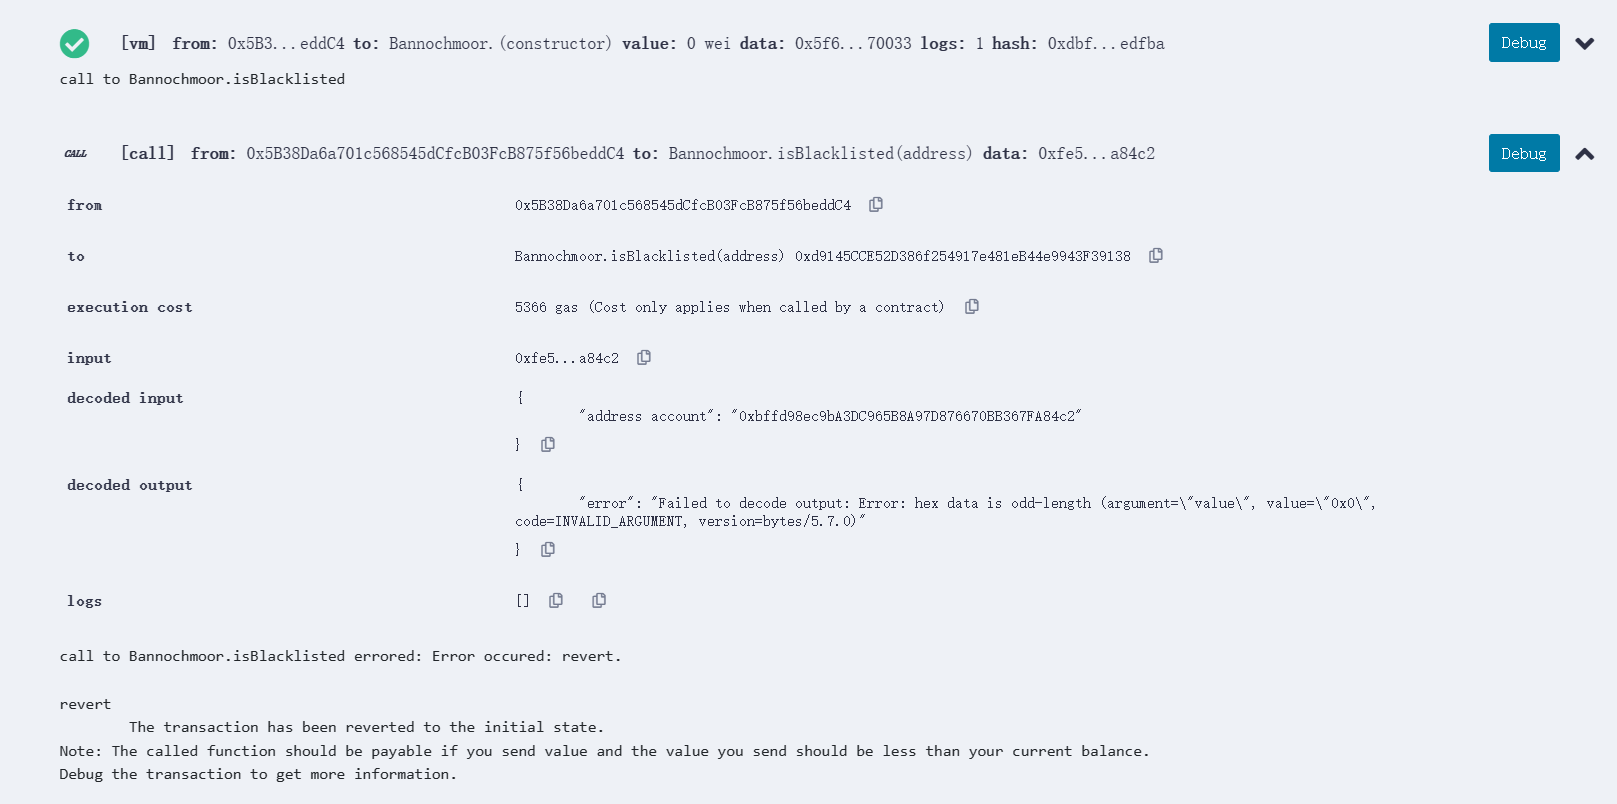 [vm] from: 0x5B3...eddC4 to: Bannochmoor.(constructor) value: 0 wei data: 0x5f6...70033 logs: 1 hash: 0xdbf...edfba Debug
call to Bannochmoor.isBlacklisted
CALL [call] from: 0x5B38Da6a701c568545dCfcB03FcB875f56beddC4 to: Bannochmoor.isBlacklisted(address) data: 0xfe5...a84c2 Debug
from 0x5B38Da6a701c568545dCfcB03FcB875f56beddC4
to Bannochmoor.isBlacklisted(address) 0xd9145CCE52D386f254917e481eB44e9943F39138
execution cost 5366 gas (Cost only applies when called by a contract)
input 0xfe5...a84c2
decoded input {
"address account": "0xbffd98ec9bA3DC965B8A97D876670BB367FA84c2"
}
decoded output {
"error": "Failed to decode output: Error: hex data is odd-length (argument=\"value\", value=\"0x0\",
code=INVALID_ARGUMENT, version=bytes/5.7.0)"
}
logs []
call to Bannochmoor.isBlacklisted errored: Error occured: revert.
revert
The transaction has been reverted to the initial state.
Note: The called function should be payable if you send value and the value you send should be less than your current balance.
Debug the transaction to get more information.